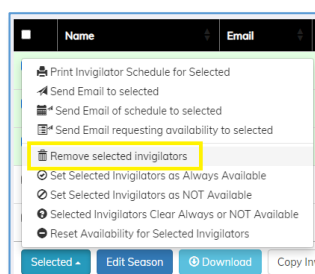 Name Email
Print Invigilator Schedule for Selected
Send Email to selected
Send Email of schedule to selected
Send Email requesting availability to selected
Remove selected invigilators
Set Selected Invigilators as Always Available
Set Selected Invigilators as NOT Available
Selected Invigilators Clear Always or NOT Available
Reset Availability for Selected Invigilators
Selected Edit Season Download Copy Inv